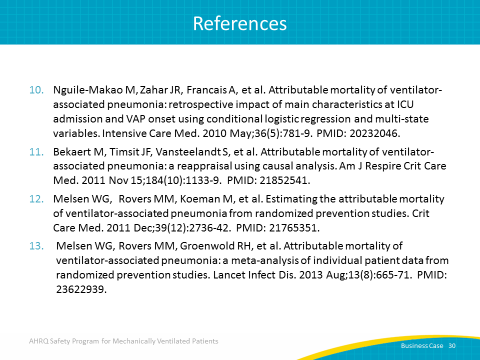 References
10. Nguile-Makao M, Zahar JR, Francais A, et al. Attributable mortality of ventilator-
associated pneumonia: retrospective impact of main characteristics at ICU
admission and VAP onset using conditional logistic regression and multi-state
variables. Intensive Care Med. 2010 May;36(5):781-9. PMID: 20232046.
11. Bekaert M, Timsit JF, Vansteelandt S, et al. Attributable mortality of ventilator-
associated pneumonia: a reappraisal using causal analysis. Am J Respire Crit Care
Med. 2011 Nov 15;184(10):1133-9. PMID: 21852541.
12. Melsen WG, Rovers MM, Koeman M, et al. Estimating the attributable mortality
of ventilator-associated pneumonia from randomized prevention studies. Crit
Care Med. 2011 Dec;39(12):2736-42. PMID: 21765351.
13. Melsen WG, Rovers MM, Groenwold RH, et al. Attributable mortality of
ventilator-associated pneumonia: a meta-analysis of individual patient data from
randomized prevention studies. Lancet Infect Dis. 2013 Aug;13(8):665-71. PMID:
23622939.
AHRQ Safety Program for Mechanically Ventilated Patients
Business Case 30